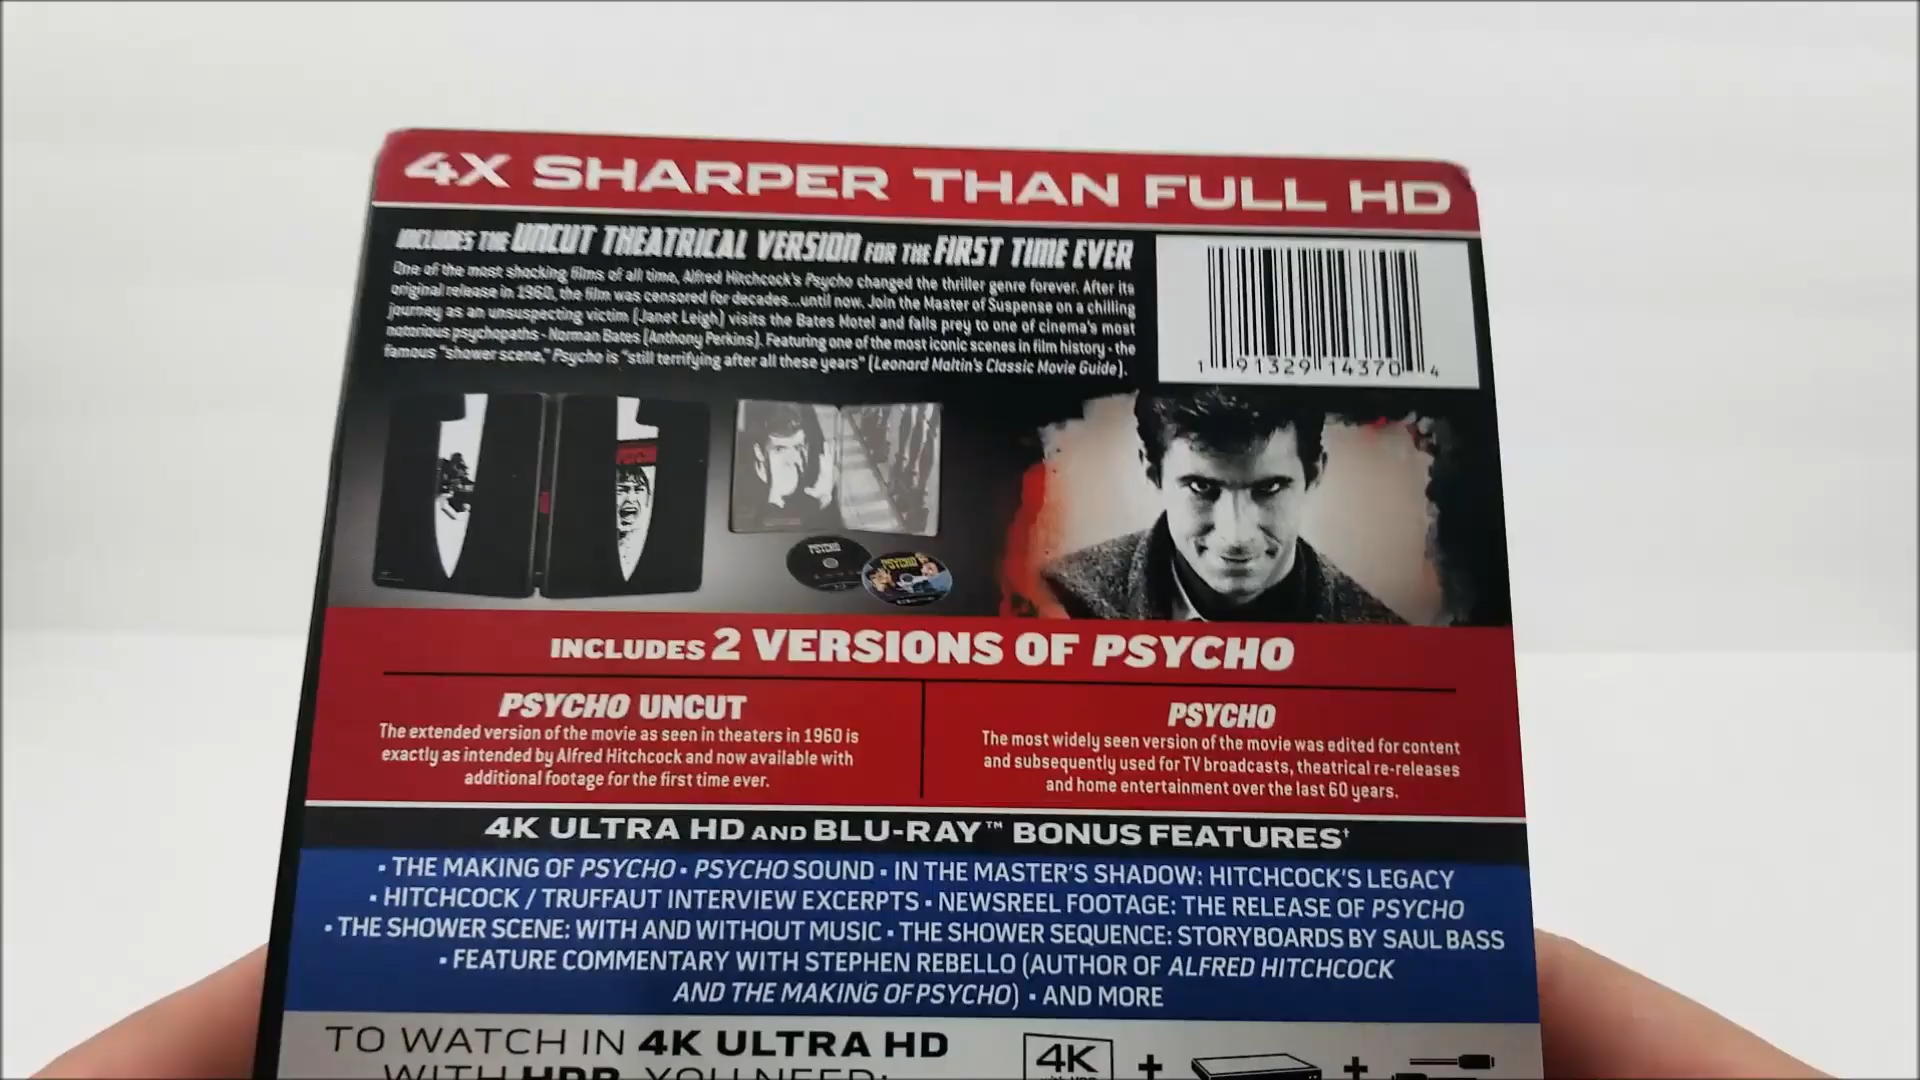 4X SHARPER THAN FULL HD
INCLUDES THE UNCUT THEATRICAL VERSION FOR THE FIRST TIME EVER
One of the most shocking films of all time, Alfred Hitchcock's Psycho changed the thriller genre forever. After its
original release in 1960, the film was censored for decades...until now. Join the Master of Suspense on a chilling
journey as an unsuspecting victim (Janet Leigh) visits the Bates Motel and falls prey to one of cinema's most
notorious psychopaths - Norman Bates (Anthony Perkins). Featuring one of the most iconic scenes in film history - the
famous "shower scene," Psycho is "still terrifying after all these years" (Leonard Maltin's Classic Movie Guide).
1 91329 14370 4
PSYCHO
PSYCHO
PSYCHO
INCLUDES 2 VERSIONS OF PSYCHO
PSYCHO UNCUT
The extended version of the movie as seen in theaters in 1960 is
exactly as intended by Alfred Hitchcock and now available with
additional footage for the first time ever.
PSYCHO
The most widely seen version of the movie was edited for content
and subsequently used for TV broadcasts, theatrical re-releases
and home entertainment over the last 60 years.
4K ULTRA HD AND BLU-RAY™ BONUS FEATURES†
• THE MAKING OF PSYCHO • PSYCHO SOUND • IN THE MASTER'S SHADOW: HITCHCOCK'S LEGACY
• HITCHCOCK / TRUFFAUT INTERVIEW EXCERPTS • NEWSREEL FOOTAGE: THE RELEASE OF PSYCHO
• THE SHOWER SCENE: WITH AND WITHOUT MUSIC • THE SHOWER SEQUENCE: STORYBOARDS BY SAUL BASS
• FEATURE COMMENTARY WITH STEPHEN REBELLO (AUTHOR OF ALFRED HITCHCOCK
AND THE MAKING OF PSYCHO) • AND MORE
TO WATCH IN 4K ULTRA HD
WITH HDR, YOU NEED:
4K
+
+